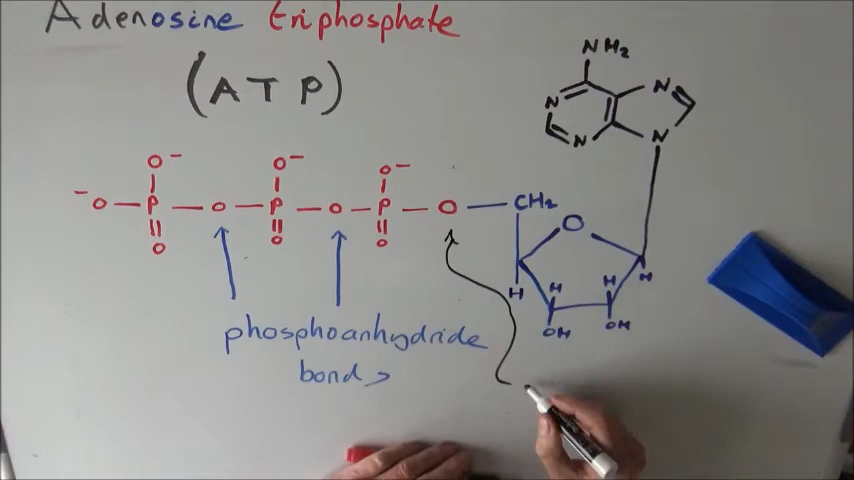 Adenosine triphosphate
(ATP)
NH₂
N N
N N
O⁻ O⁻ O⁻
⁻O—P—O—P—O—P—O—CH₂
O O O
O
H H H H
OH OH
phosphoanhydride
bond>